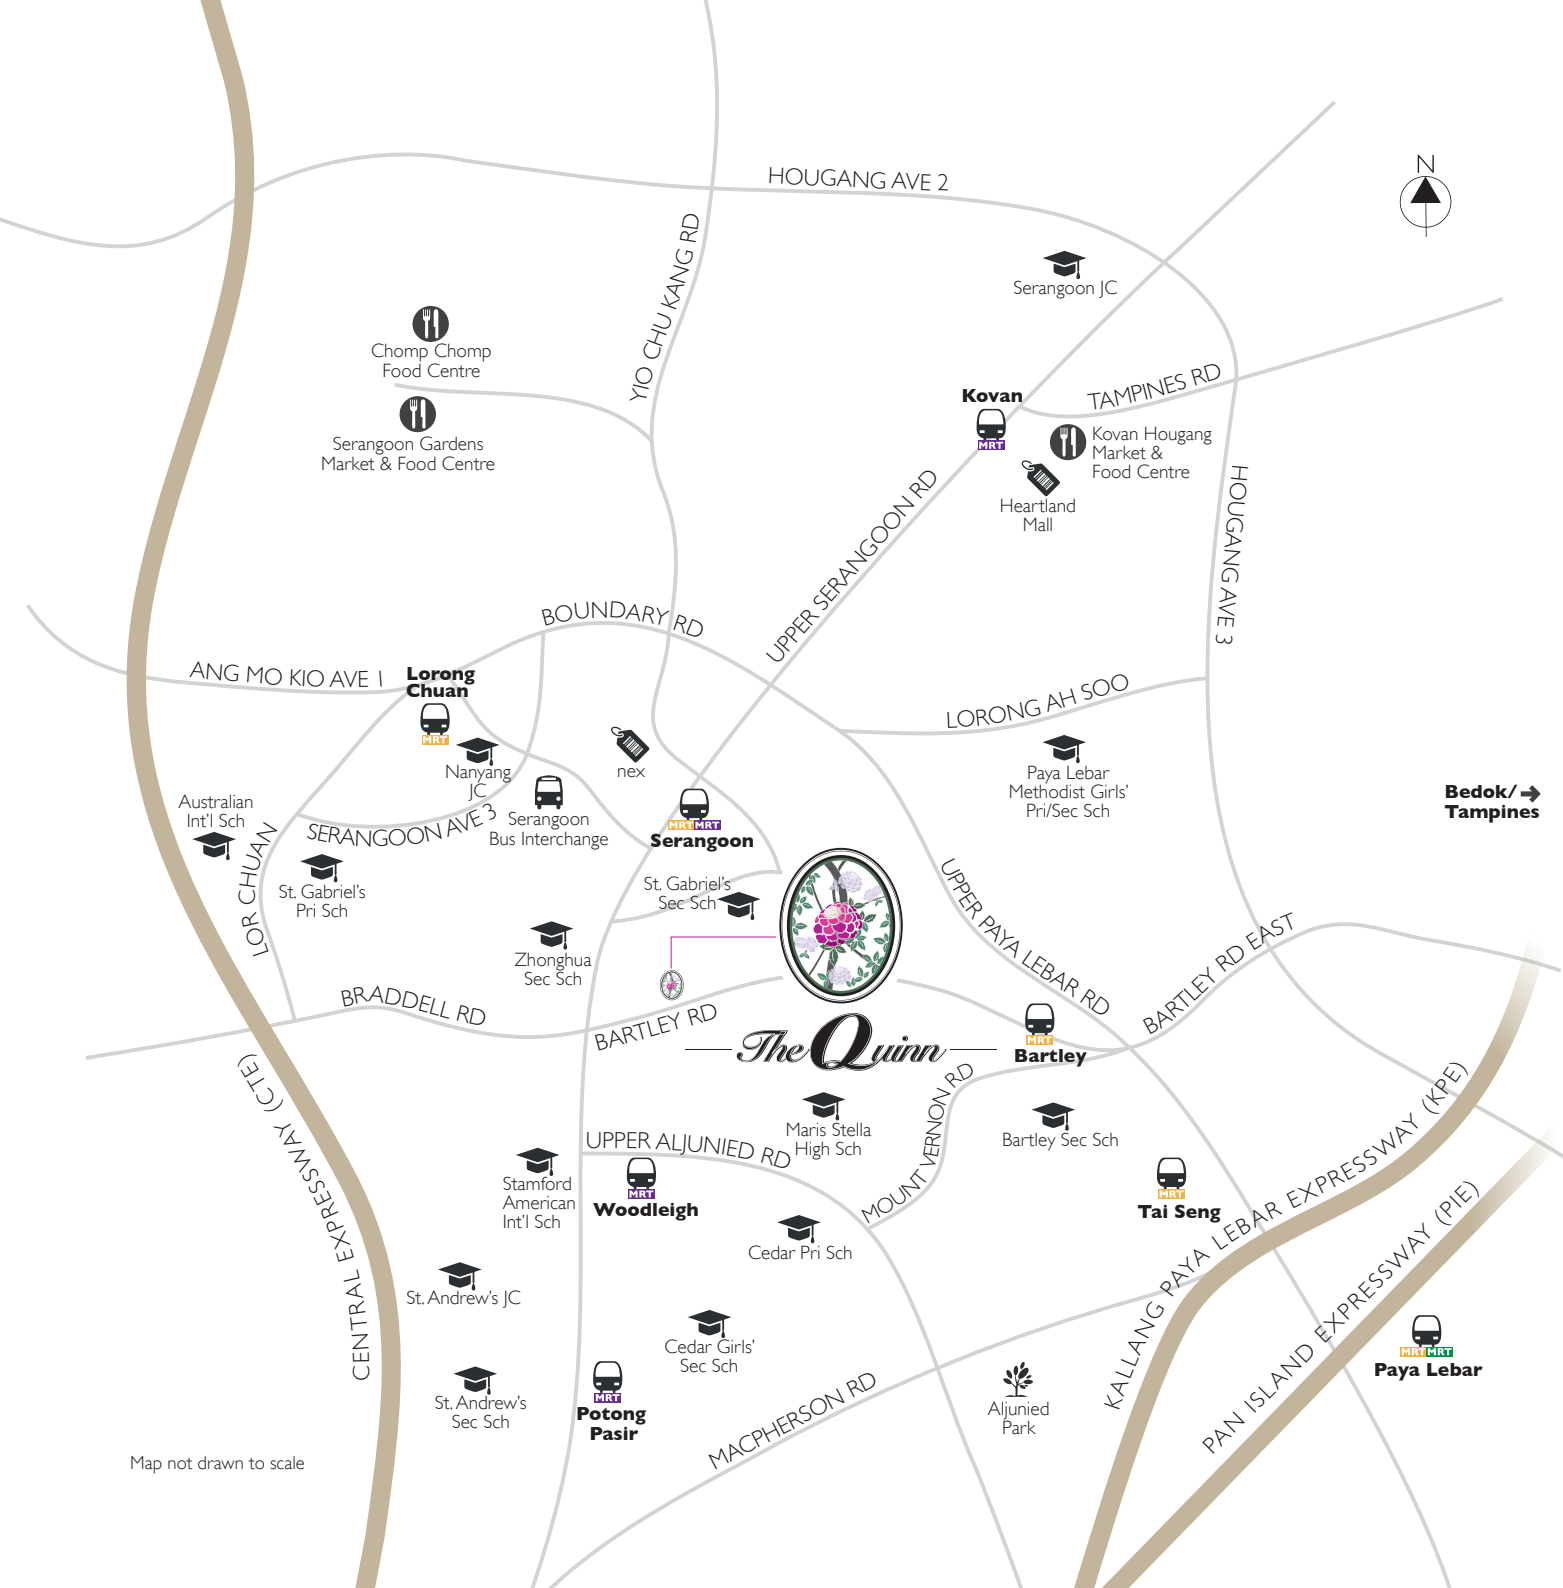 HOUGANG AVE 2
N
YIO CHU KANG RD
Serangoon JC
Chomp Chomp
Food Centre
Serangoon Gardens
Market & Food Centre
Kovan
MRT
TAMPINES RD
Kovan Hougang
Market &
Food Centre
Heartland
Mall
HOUGANG AVE 3
UPPER SERANGOON RD
BOUNDARY RD
ANG MO KIO AVE 1
Lorong
Chuan
MRT
LORONG AH SOO
Nanyang
JC
nex
Paya Lebar
Methodist Girls'
Pri/Sec Sch
Bedok/
Tampines
Australian
Int'l Sch
SERANGOON AVE 3
Serangoon
Bus Interchange
MRT MRT
Serangoon
LOR CHUAN
St. Gabriel's
Pri Sch
St. Gabriel's
Sec Sch
UPPER PAYA LEBAR RD
Zhonghua
Sec Sch
BARTLEY RD EAST
BRADDELL RD
BARTLEY RD
The Quinn
MRT
Bartley
CENTRAL EXPRESSWAY (CTE)
MOUNT VERNON RD
Maris Stella
High Sch
Bartley Sec Sch
UPPER ALJUNIED RD
Stamford
American
Int'l Sch
MRT
Woodleigh
MRT
Tai Seng
KALLANG PAYA LEBAR EXPRESSWAY (KPE)
PAN ISLAND EXPRESSWAY (PIE)
Cedar Pri Sch
St. Andrew's JC
Cedar Girls'
Sec Sch
MRT MRT
Paya Lebar
St. Andrew's
Sec Sch
MRT
Potong
Pasir
MACPHERSON RD
Aljunied
Park
Map not drawn to scale